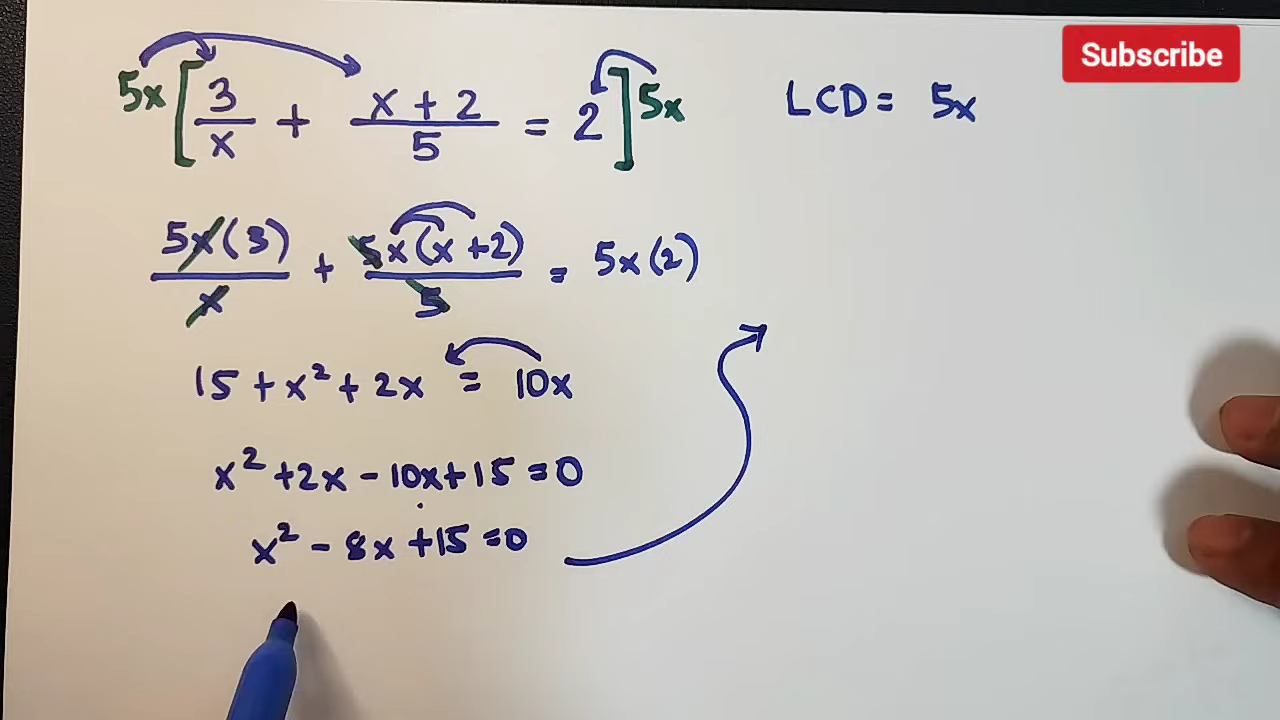 Subscribe
5x [ 3/x + x + 2/5 = 2 ] 5x
LCD = 5x
5x(3)/x + 5x(x + 2)/5 = 5x(2)
15 + x² + 2x = 10x
x² + 2x - 10x + 15 = 0
x² - 8x + 15 = 0